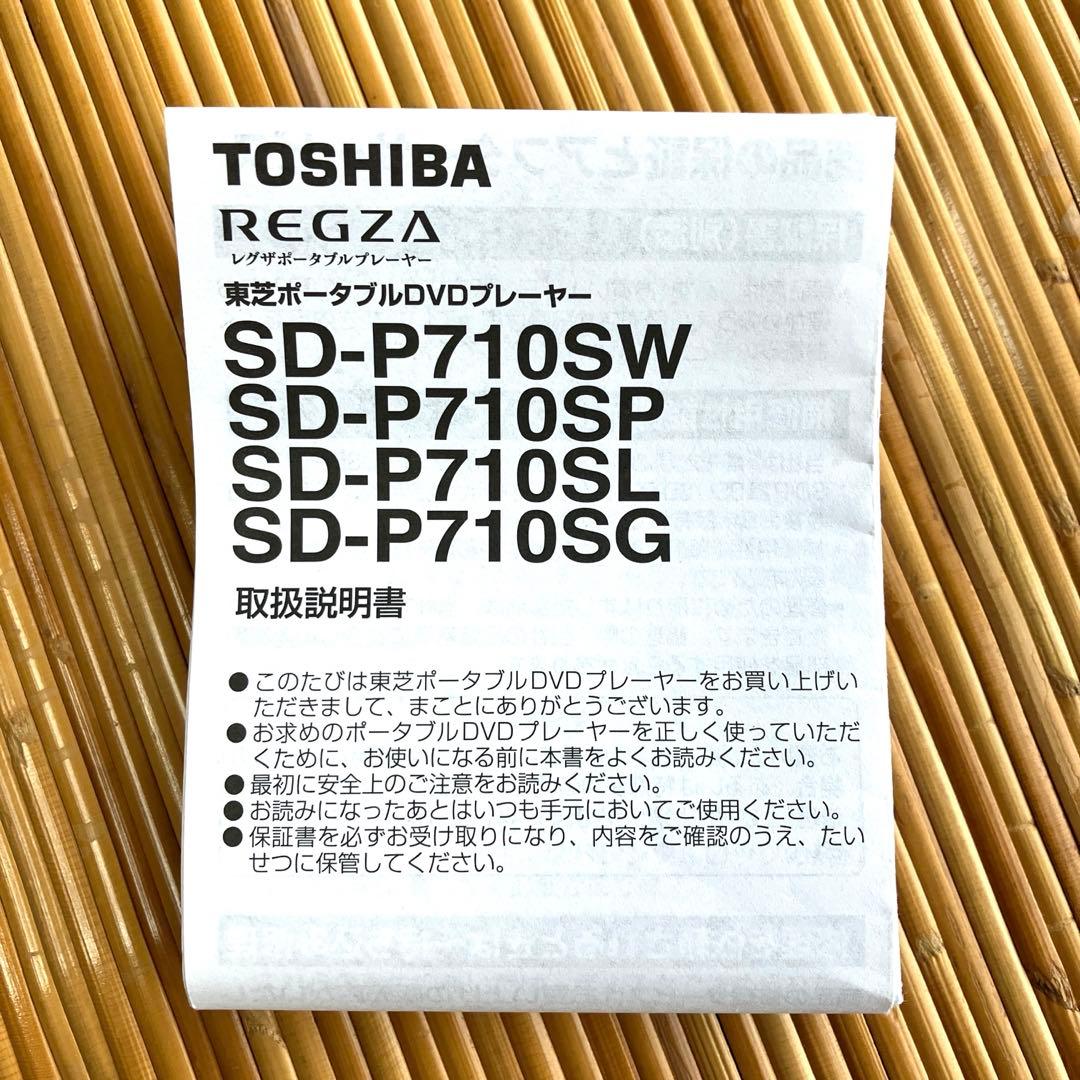 TOSHIBA
REGZA
レグザポータブルプレーヤー
東芝ポータブルDVDプレーヤー
SD-P710SW
SD-P710SP
SD-P710SL
SD-P710SG
取扱説明書
●このたびは東芝ポータブルDVDプレーヤーをお買い上げい
ただきまして、まことにありがとうございます。
●お求めのポータブルDVDプレーヤーを正しく使っていただ
くために、お使いになる前に本書をよくお読みください。
●最初に安全上のご注意をお読みください。
●お読みになったあとはいつも手元においてご使用ください。
●保証書を必ずお受け取りになり、内容をご確認のうえ、たい
せつに保管してください。